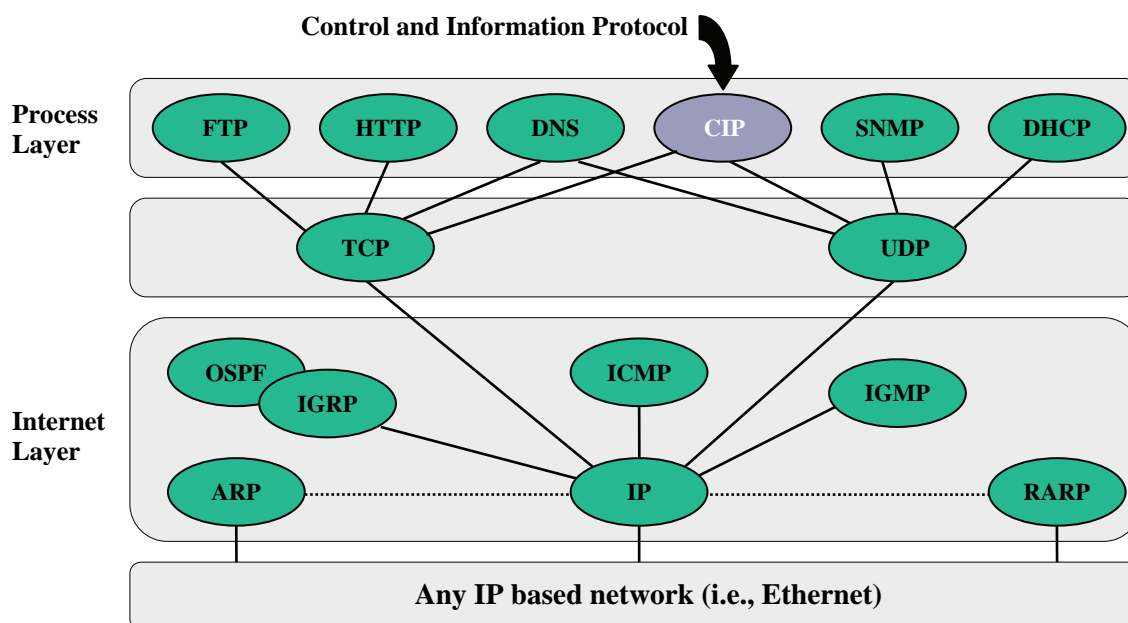 Control and Information Protocol
Process
Layer
FTP HTTP DNS CIP SNMP DHCP
TCP UDP
Internet
Layer
OSPF ICMP
IGRP IGMP
ARP IP RARP
Any IP based network (i.e., Ethernet)